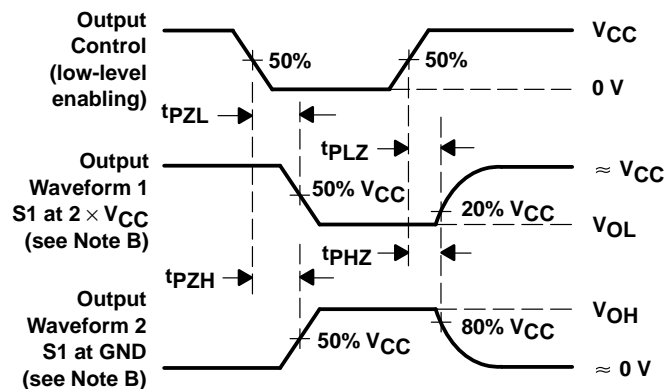 Output
Control
(low-level
enabling)
50%
50%
VCC
0 V
tPZL
tPLZ
Output
Waveform 1
S1 at 2 × VCC
(see Note B)
50% VCC
20% VCC
≈ VCC
VOL
tPZH
tPHZ
Output
Waveform 2
S1 at GND
(see Note B)
50% VCC
80% VCC
VOH
≈ 0 V